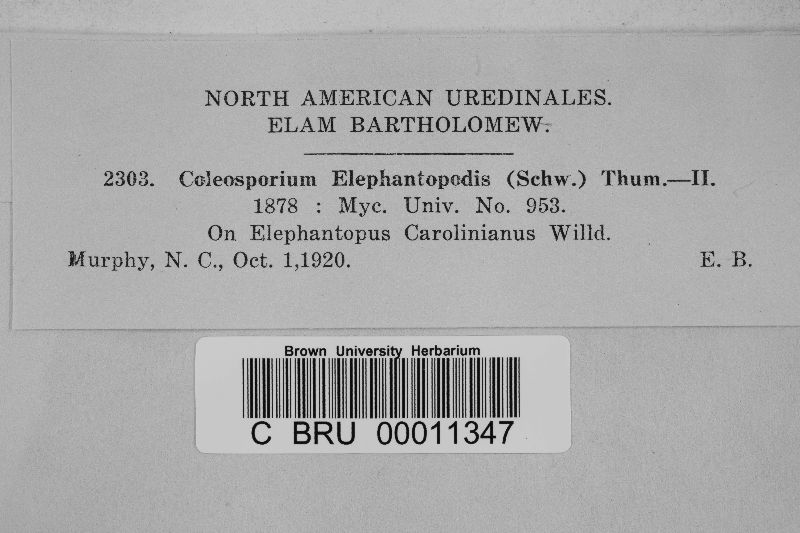 NORTH AMERICAN UREDINALES.
ELAM BARTHOLOMEW.
2303. Coleosporium Elephantopodis (Schw.) Thum.—II.
1878 : Myc. Univ. No. 953.
On Elephantopus Carolinianus Willd.
Murphy, N. C., Oct. 1,1920. E. B.
Brown University Herbarium
C BRU 00011347